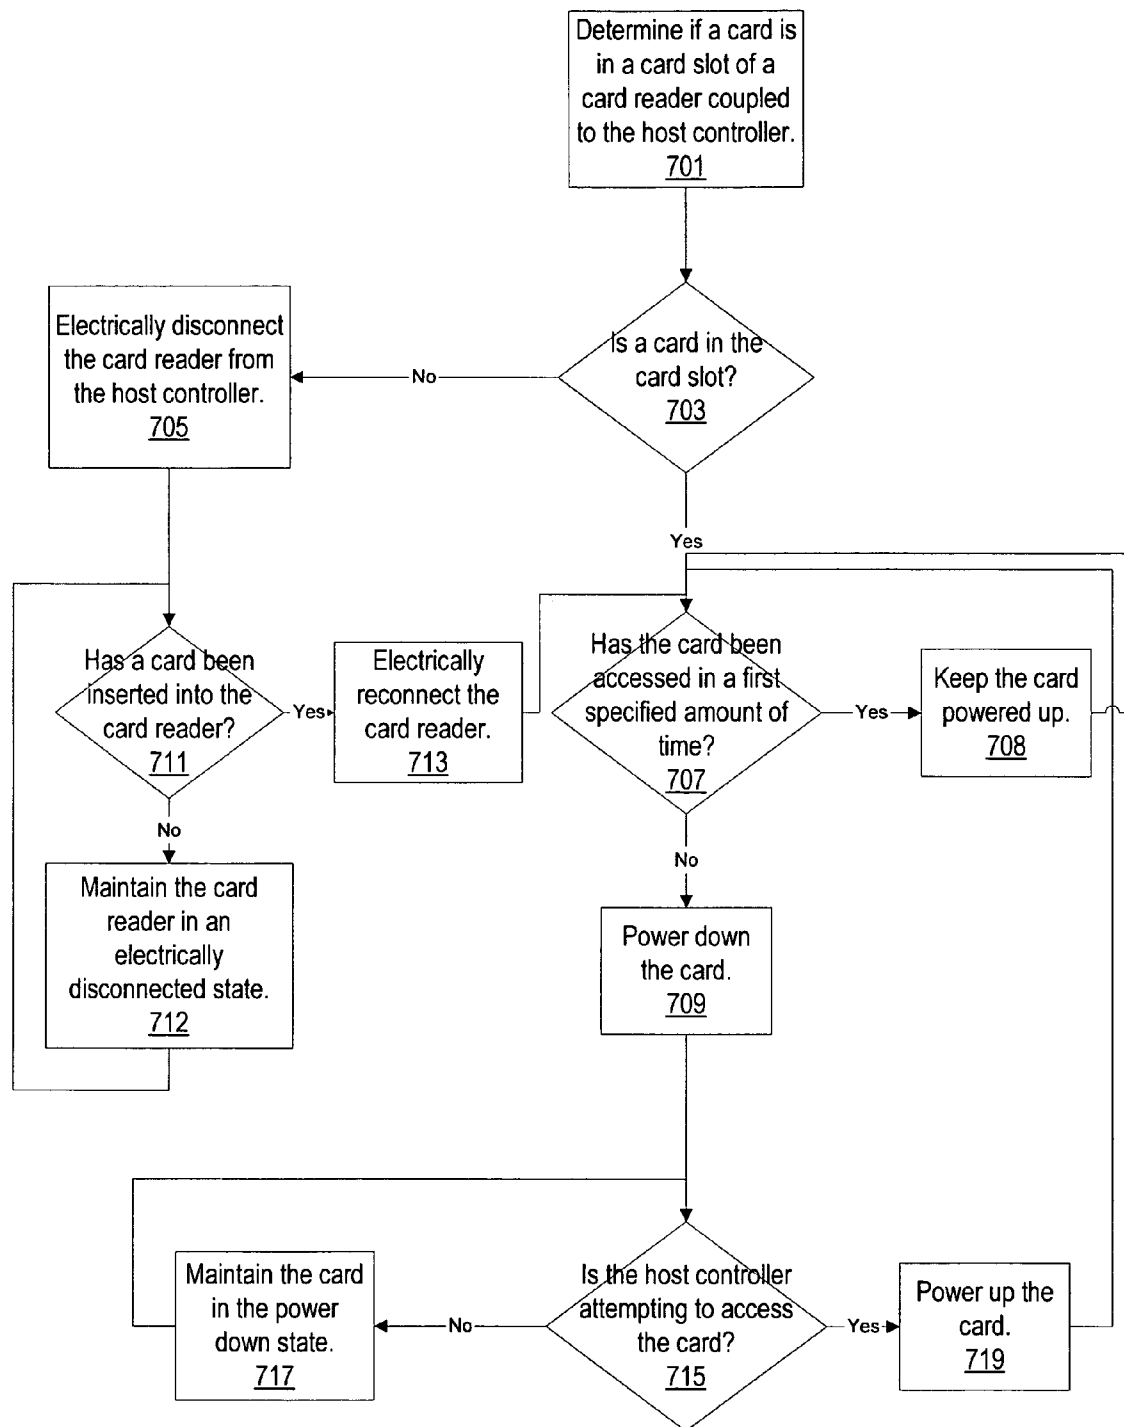 Determine if a card is
in a card slot of a
card reader coupled
to the host controller.
701
Electrically disconnect
the card reader from
the host controller.
705
No
Is a card in the
card slot?
703
Yes
Has a card been
inserted into the
card reader?
711
Yes
Electrically
reconnect the
card reader.
713
Has the card been
accessed in a first
specified amount of
time?
707
Yes
Keep the card
powered up.
708
No
No
Maintain the card
reader in an
electrically
disconnected state.
712
Power down
the card.
709
Maintain the card
in the power
down state.
717
No
Is the host controller
attempting to access
the card?
715
Yes
Power up the
card.
719